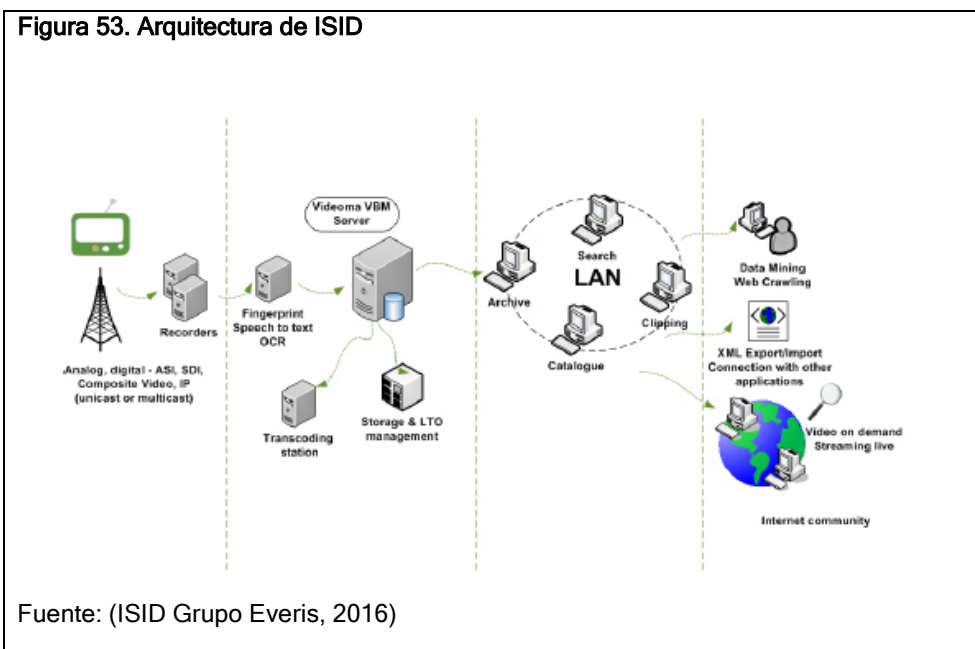 Figura 53. Arquitectura de ISID
Videoma VBM
Server
Recorders
Analog, digital - ASI, SDI,
Composite Video, IP
(unicast or multicast)
Fingerprint
Speech to text
OCR
Transcoding
station
Storage & LTO
management
Search
LAN
Archive
Clipping
Catalogue
Data Mining
Web Crawling
XML Export/Import
Connection with other
applications
Video on demand
Streaming live
Internet community
Fuente: (ISID Grupo Everis, 2016)